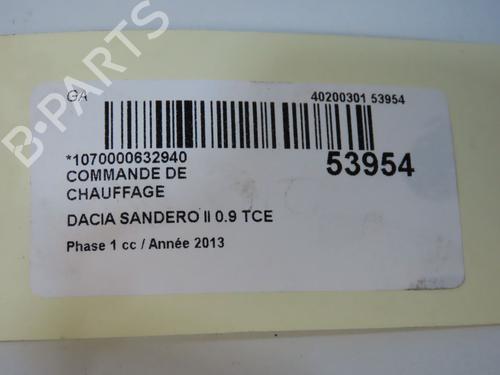 GA
40200301 53954
*1070000632940
53954
COMMANDE DE
CHAUFFAGE
DACIA SANDERO II 0.9 TCE
Phase 1 cc / Année 2013
B-PARTS